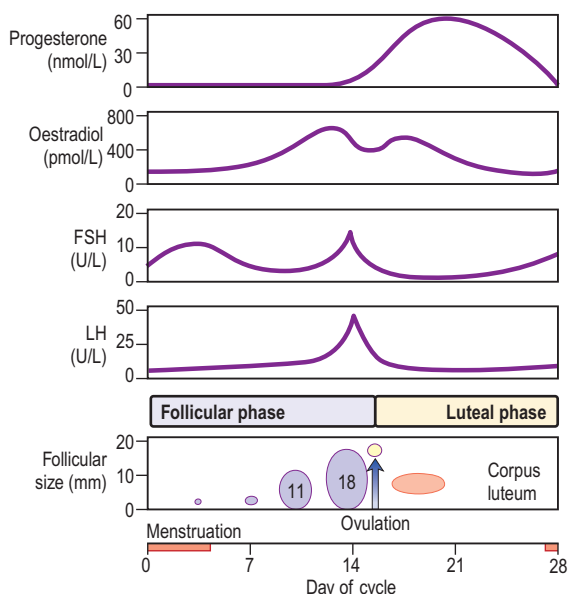 Progesterone
(nmol/L)
60
30
0
Oestradiol
(pmol/L)
800
400
0
FSH
(U/L)
20
10
0
LH
(U/L)
50
25
0
Follicular phase
Luteal phase
Follicular
size (mm)
20
10
0
11
18
Corpus
luteum
Menstruation
Ovulation
0
7
14
21
28
Day of cycle